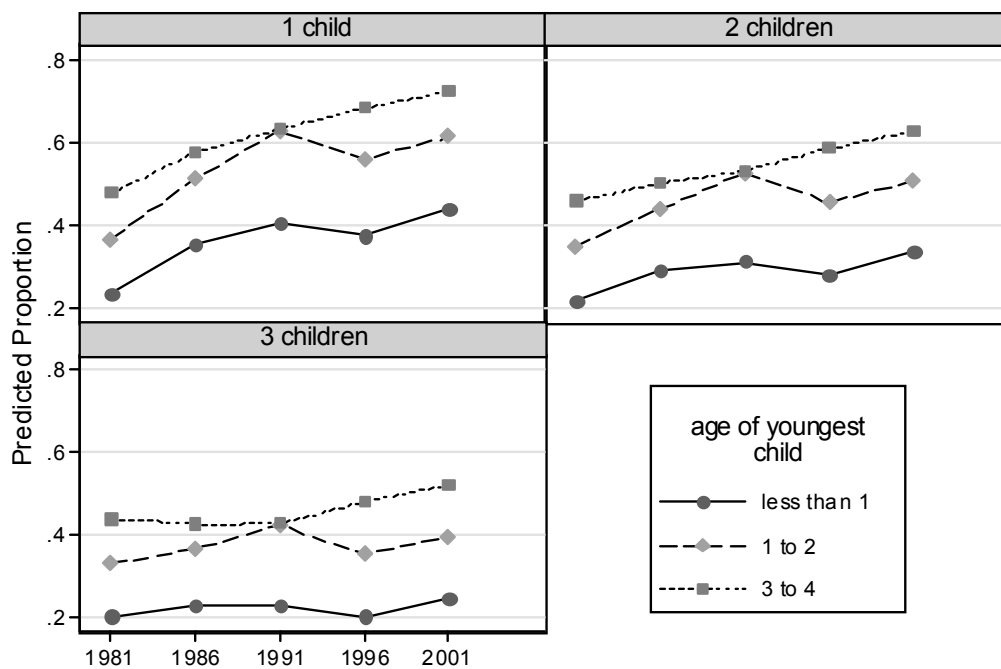 1 child
2 children
.8
.6
.4
.2
3 children
.8
.6
.4
.2
Predicted Proportion
1981 1986 1991 1996 2001
age of youngest
child
less than 1
1 to 2
3 to 4